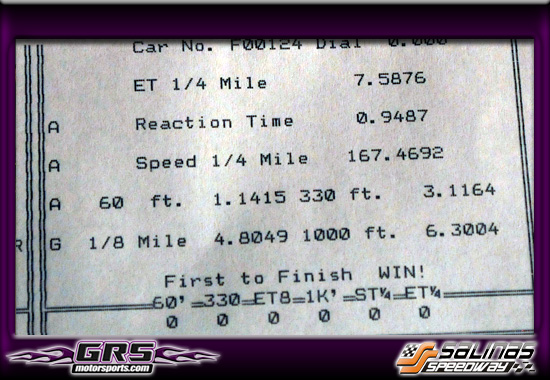 Car No. F00124 Dial 0.000
ET 1/4 Mile 7.5876
A Reaction Time 0.9487
A Speed 1/4 Mile 167.4692
A 60 ft. 1.1415 330 ft. 3.1164
R G 1/8 Mile 4.8049 1000 ft. 6.3004
First to Finish WIN!
60' 330 ET8 1K' ST¼ ET¼
0 0 0 0 0 0
GRS motorsports.com
Salinas Speedway